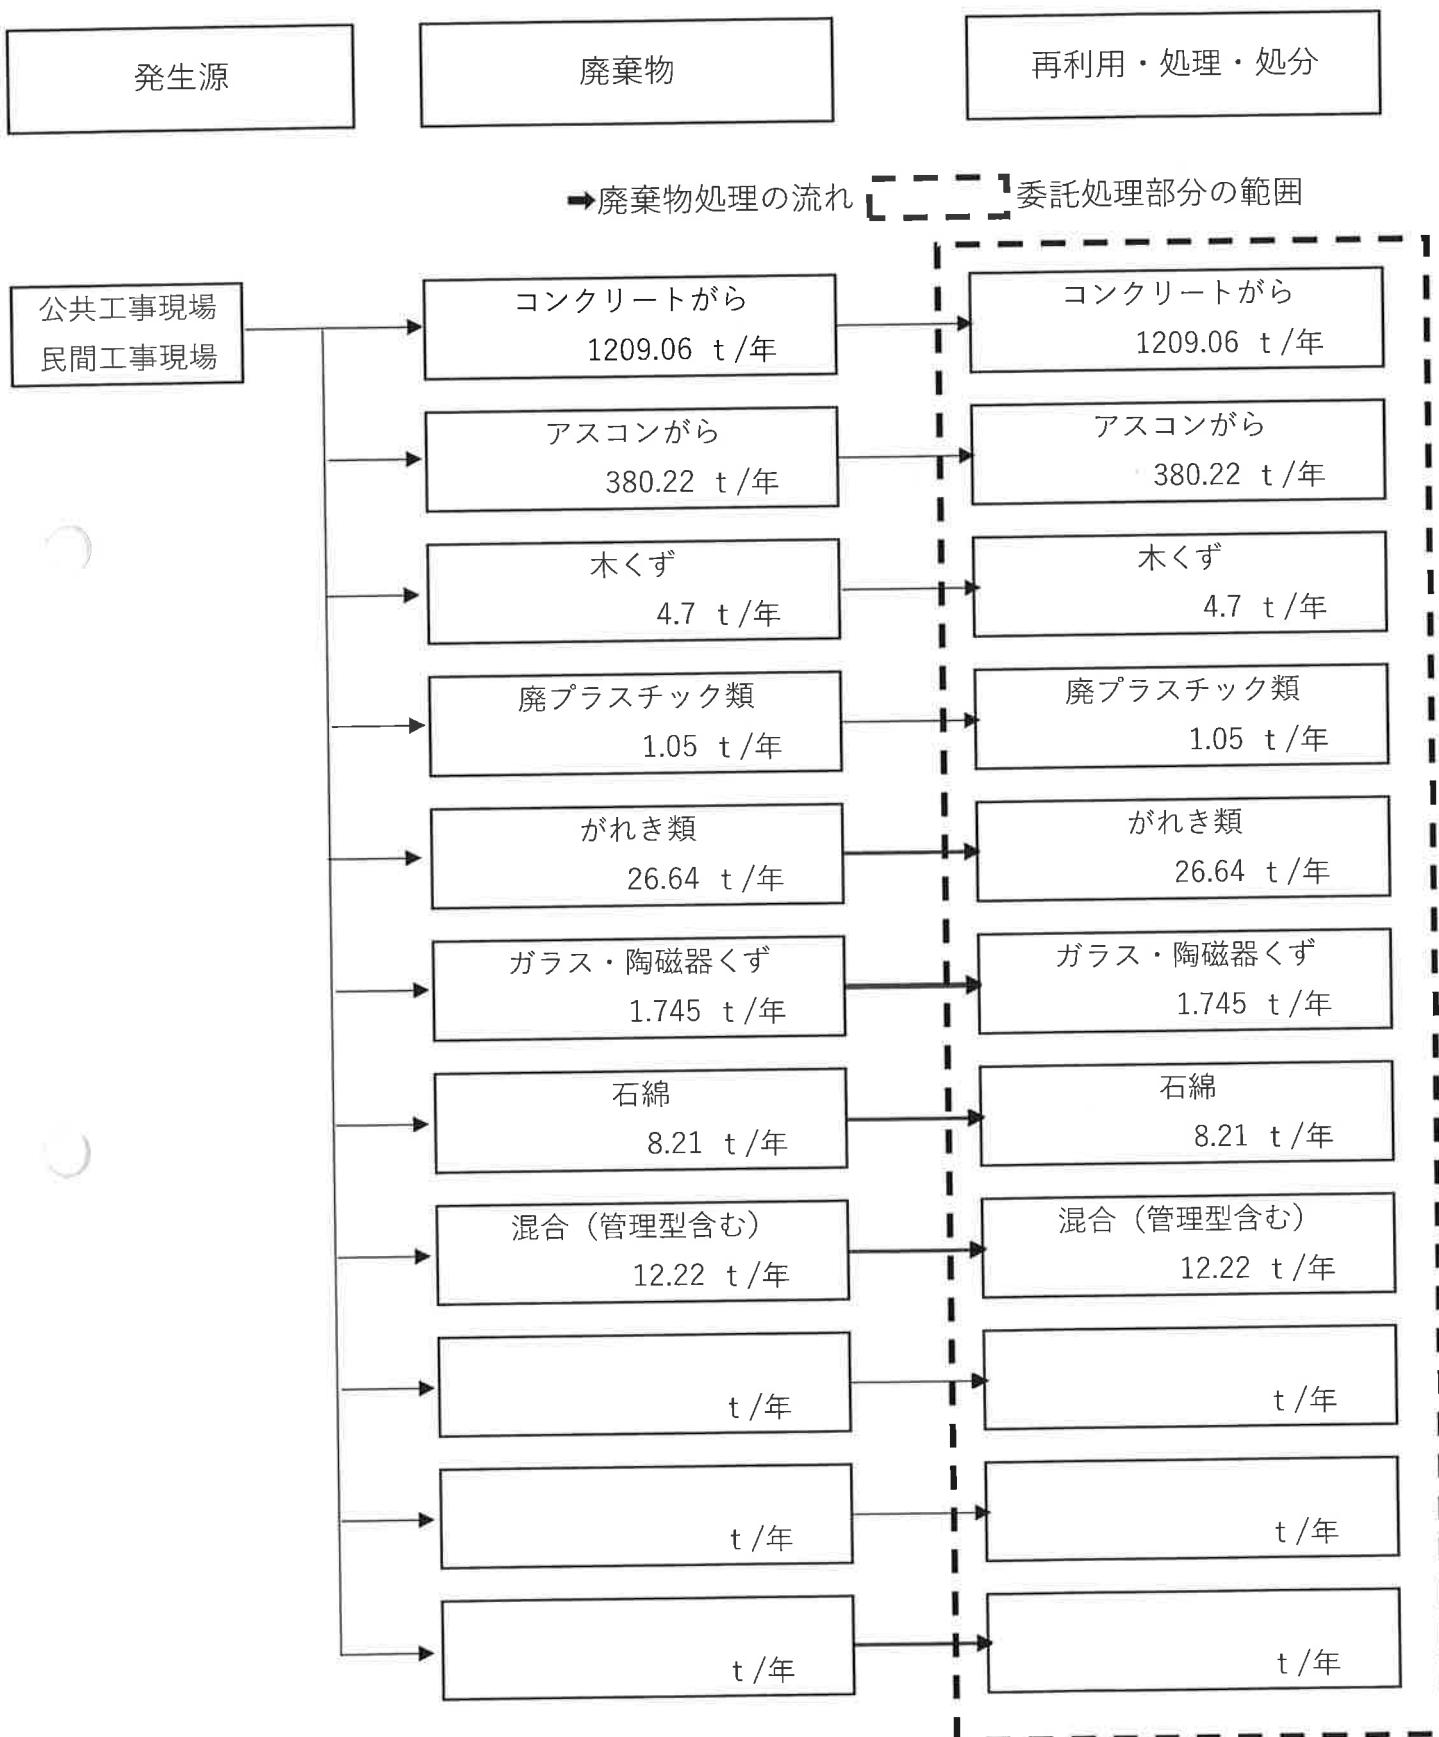 発生源
廃棄物
再利用・処理・処分
➡廃棄物処理の流れ
委託処理部分の範囲
公共工事現場
民間工事現場
コンクリートがら
1209.06 t/年
コンクリートがら
1209.06 t/年
アスコンがら
380.22 t/年
アスコンがら
380.22 t/年
木くず
4.7 t/年
木くず
4.7 t/年
廃プラスチック類
1.05 t/年
廃プラスチック類
1.05 t/年
がれき類
26.64 t/年
がれき類
26.64 t/年
ガラス・陶磁器くず
1.745 t/年
ガラス・陶磁器くず
1.745 t/年
石綿
8.21 t/年
石綿
8.21 t/年
混合（管理型含む）
12.22 t/年
混合（管理型含む）
12.22 t/年
t/年
t/年
t/年
t/年
t/年
t/年